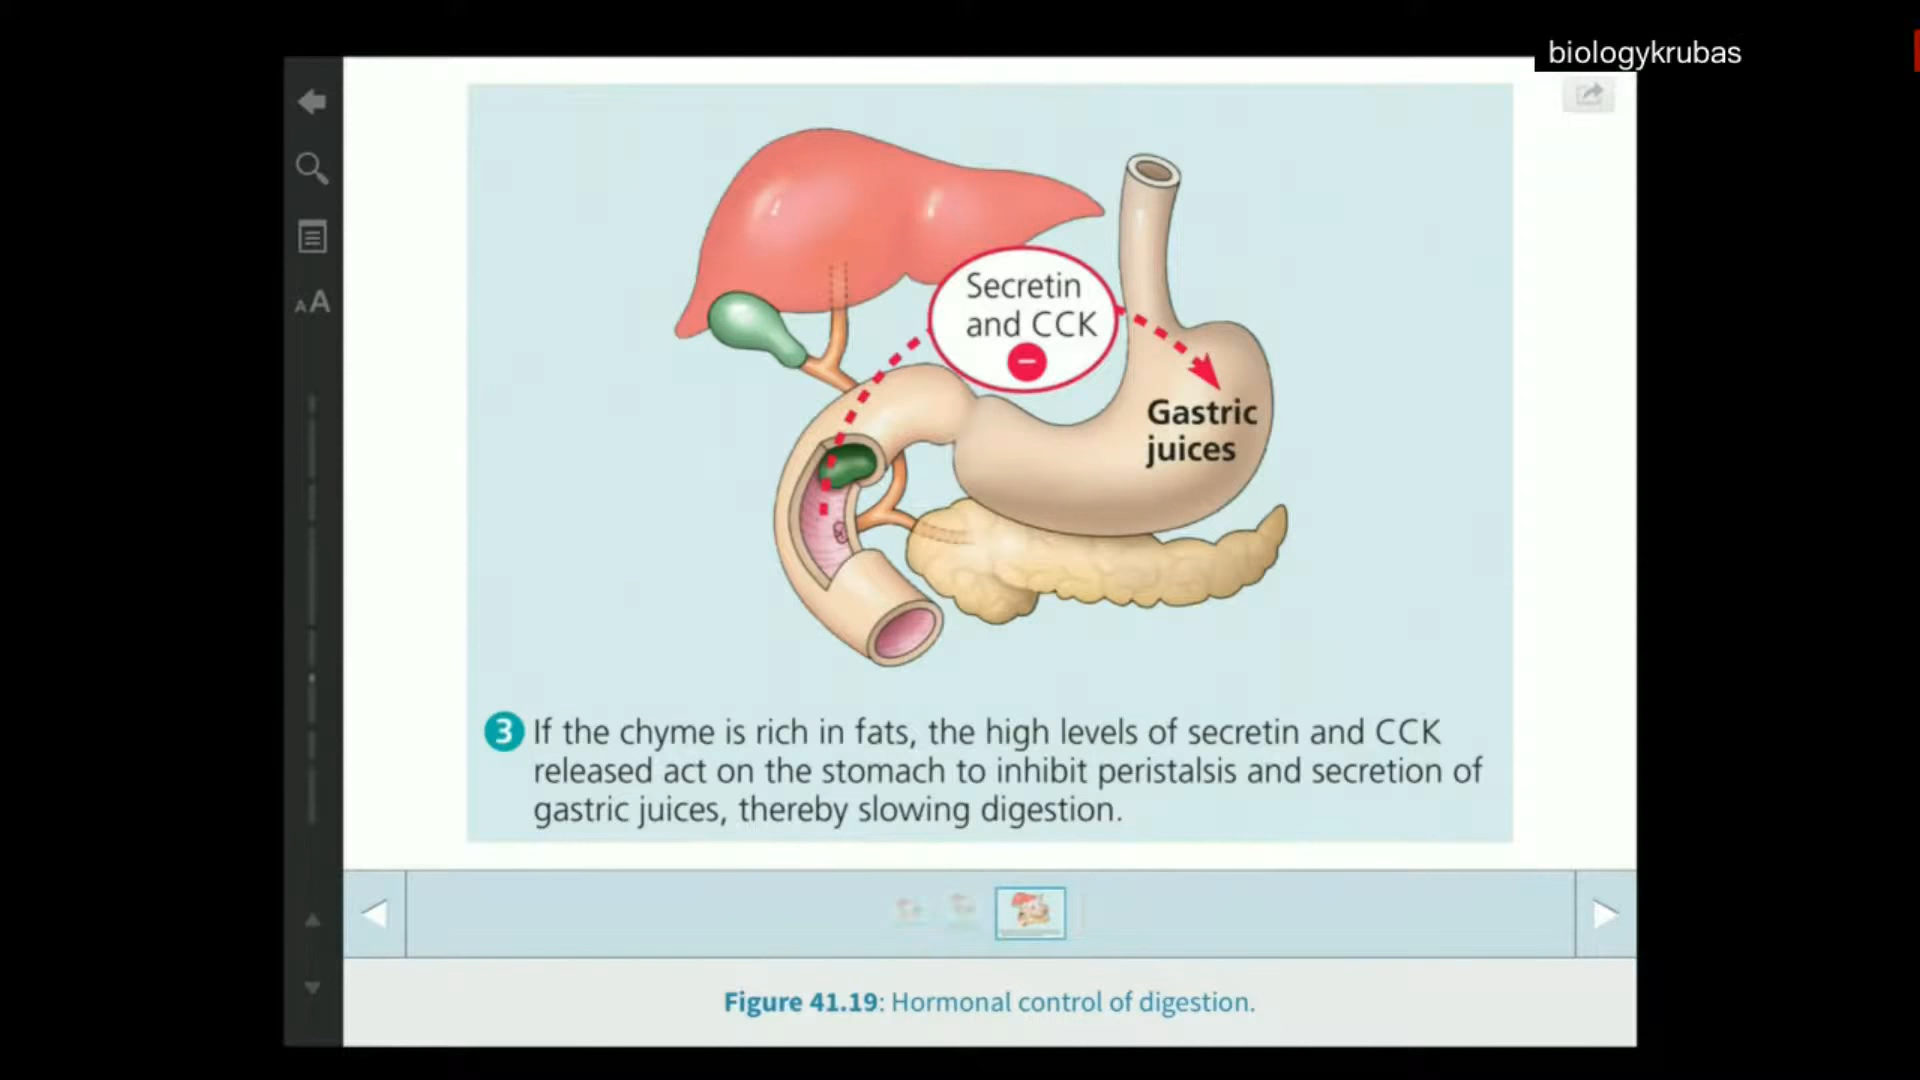 biologykrubas
AA
Secretin
and CCK
−
Gastric
juices
3 If the chyme is rich in fats, the high levels of secretin and CCK
released act on the stomach to inhibit peristalsis and secretion of
gastric juices, thereby slowing digestion.
Figure 41.19: Hormonal control of digestion.